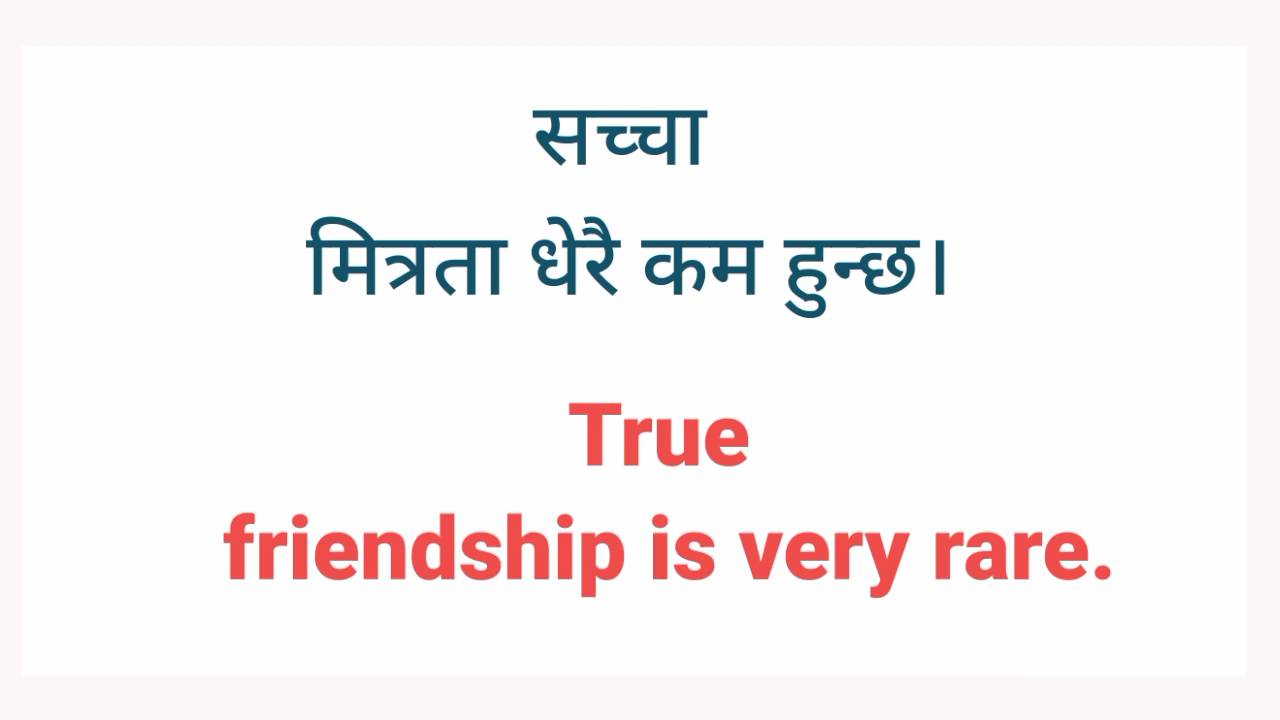 सच्चा
मित्रता धेरै कम हुन्छ।
True
friendship is very rare.